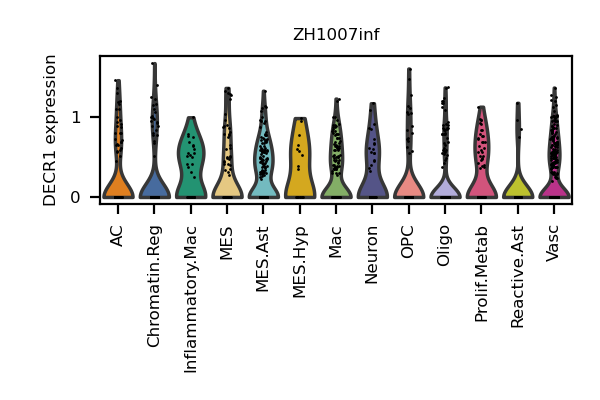 ZH1007inf
DECR1 expression
1
0
AC
Chromatin.Reg
Inflammatory.Mac
MES
MES.Ast
MES.Hyp
Mac
Neuron
OPC
Oligo
Prolif.Metab
Reactive.Ast
Vasc